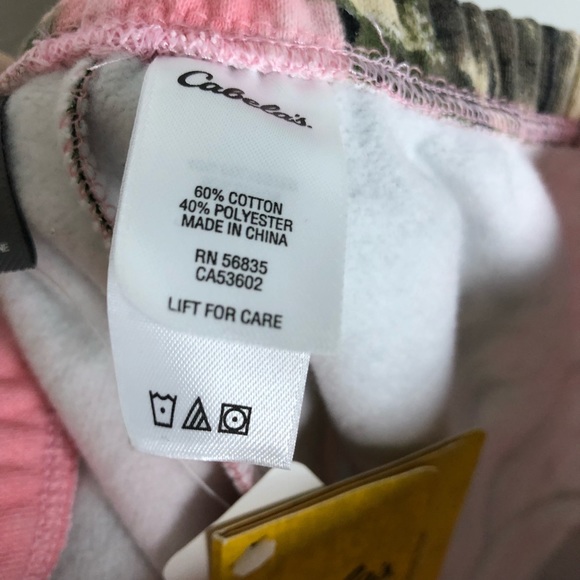 Cabela's.
60% COTTON
40% POLYESTER
MADE IN CHINA
RN 56835
CA53602
LIFT FOR CARE